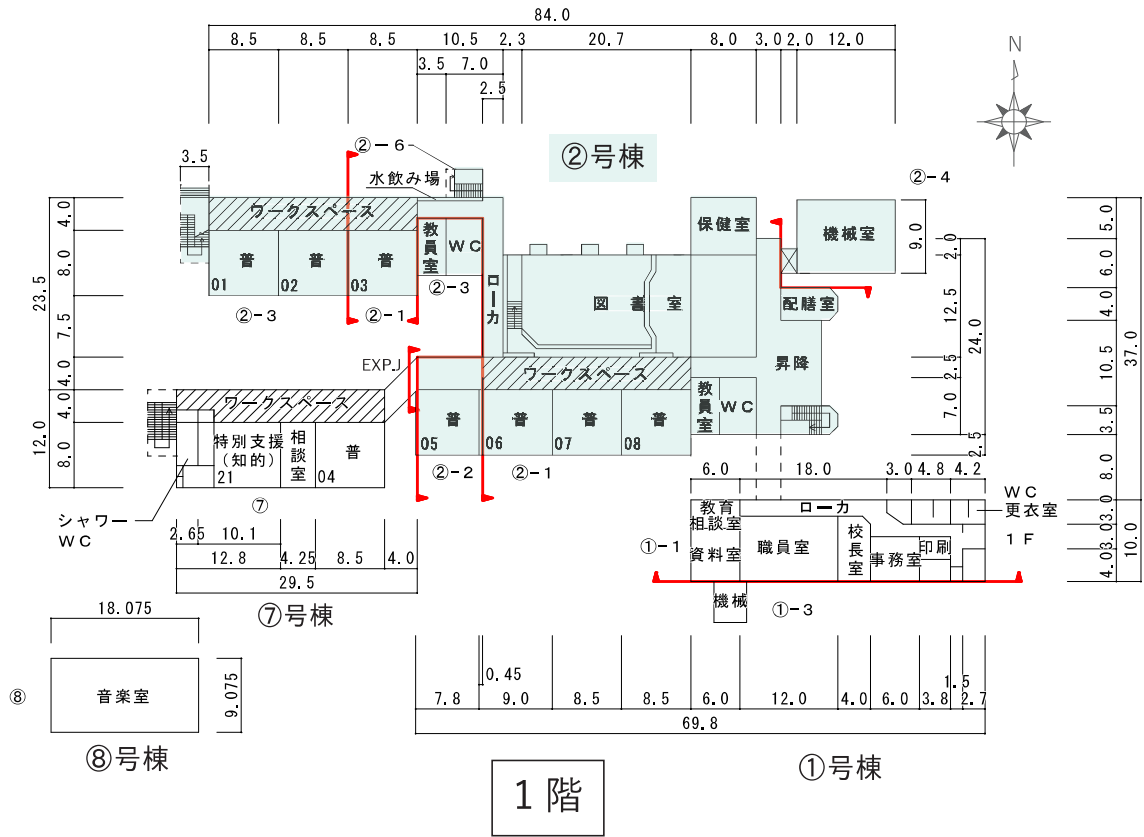 84.0
8.5
8.5
8.5
10.5
2.3
20.7
8.0
3.0
2.0
12.0
3.5
7.0
2.5
N
②-6
②号棟
3.5
水飲み場
②-4
ワークスペース
保健室
機械室
9.0
教員室
WC
普
01
普
02
普
03
②-3
②-3
②-1
ローカ
図書室
配膳室
昇降
4.0
8.0
7.5
4.0
23.5
4.0
8.0
12.0
2.0
12.5
2.5
7.0
24.0
2.5
5.0
6.0
4.0
10.5
3.5
8.0
37.0
3.0
3.0
4.0
10.0
EXP.J
ワークスペース
教員室
WC
ワークスペース
普
05
普
06
普
07
普
08
②-2
②-1
特別支援
(知的)
21
相談室
普
04
⑦
シャワー
WC
2.65
10.1
12.8
4.25
8.5
4.0
29.5
⑦号棟
6.0
18.0
3.0
4.8
4.2
WC
更衣室
1F
教育
相談室
ローカ
①-1
資料室
職員室
校長室
事務室
印刷
機械
①-3
18.075
⑧
音楽室
9.075
⑧号棟
0.45
1.5
7.8
9.0
8.5
8.5
6.0
12.0
4.0
6.0
3.8
2.7
69.8
①号棟
1階